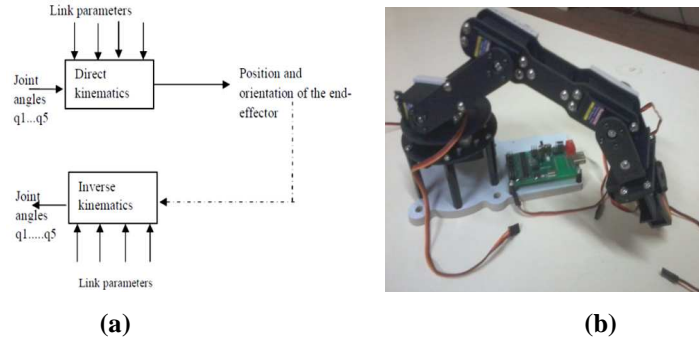 Link parameters
Joint
angles
q1...q5
Direct
kinematics
Position and
orientation of the end-
effector
Joint
angles
q1.....q5
Inverse
kinematics
Link parameters
(a)
(b)